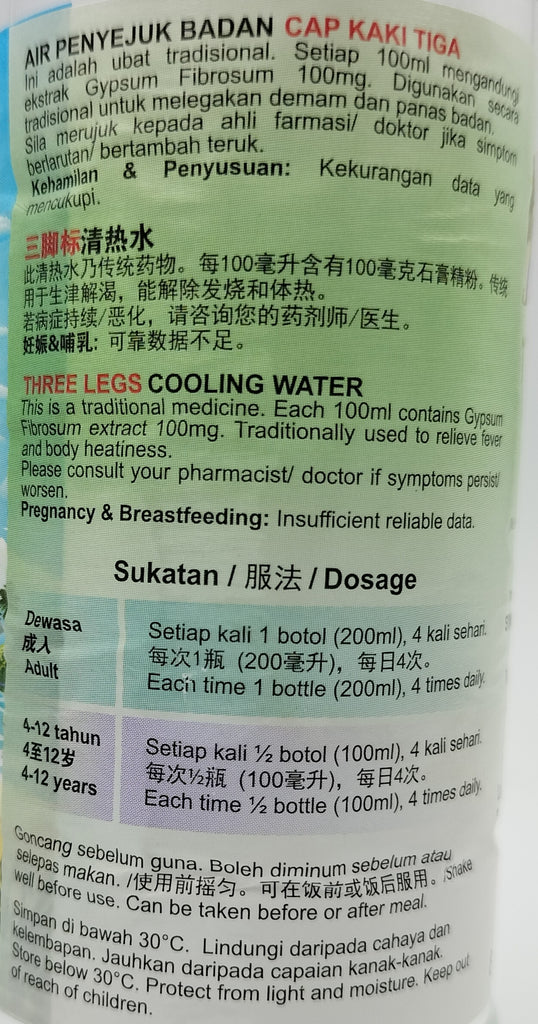 AIR PENYEJUK BADAN CAP KAKI TIGA
Ini adalah ubat tradisional. Setiap 100ml mengandungi
ekstrak Gypsum Fibrosum 100mg. Digunakan secara
tradisional untuk melegakan demam dan panas badan.
Sila merujuk kepada ahli farmasi/ doktor jika simptom
berlarutan/ bertambah teruk.
Kehamilan & Penyusuan: Kekurangan data yang
mencukupi.
三脚标清热水
此清热水乃传统药物。每100毫升含有100毫克石膏精粉。传统
用于生津解渴，能解除发烧和体热。
若病症持续/恶化，请咨询您的药剂师/医生。
妊娠&哺乳: 可靠数据不足。
THREE LEGS COOLING WATER
This is a traditional medicine. Each 100ml contains Gypsum
Fibrosum extract 100mg. Traditionally used to relieve fever
and body heatiness.
Please consult your pharmacist/ doctor if symptoms persist/
worsen.
Pregnancy & Breastfeeding: Insufficient reliable data.
Sukatan / 服法 / Dosage
Dewasa
成人
Adult
Setiap kali 1 botol (200ml), 4 kali sehari.
每次1瓶 (200毫升)，每日4次。
Each time 1 bottle (200ml), 4 times daily.
4-12 tahun
4至12岁
4-12 years
Setiap kali ½ botol (100ml), 4 kali sehari.
每次½瓶 (100毫升)，每日4次。
Each time ½ bottle (100ml), 4 times daily.
Goncang sebelum guna. Boleh diminum sebelum atau
selepas makan. /使用前摇匀。可在饭前或饭后服用。/Shake
well before use. Can be taken before or after meal.
Simpan di bawah 30°C. Lindungi daripada cahaya dan
kelembapan. Jauhkan daripada capaian kanak-kanak.
Store below 30°C. Protect from light and moisture. Keep out
of reach of children.